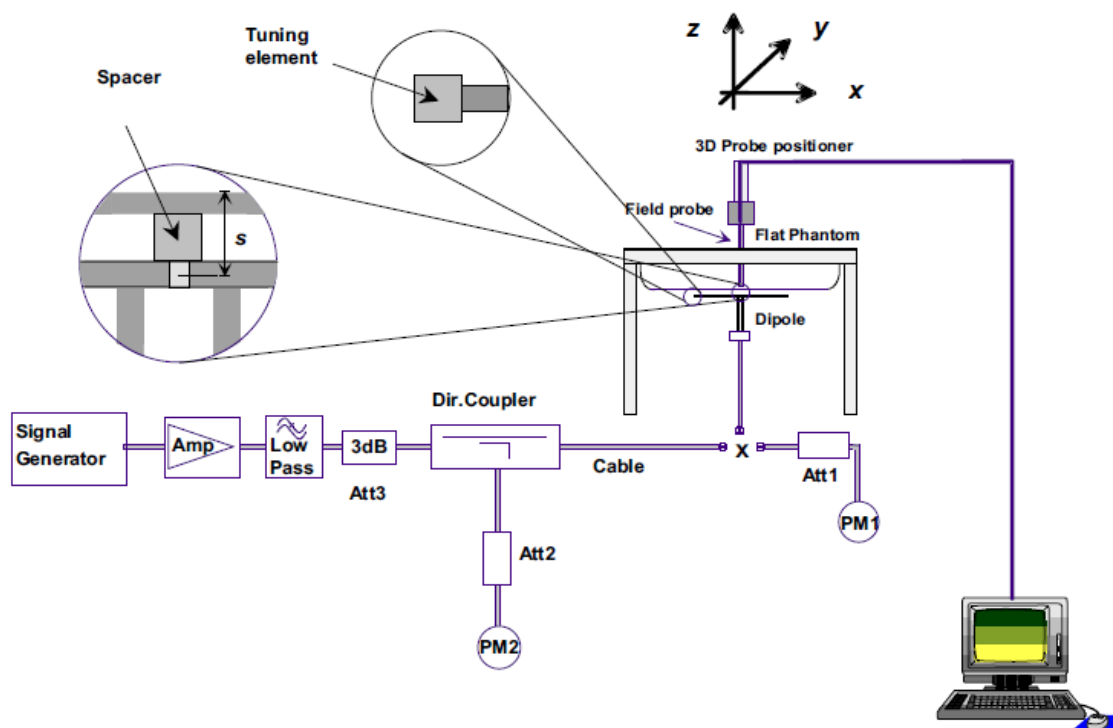 Tuning
element
Spacer
z
y
x
s
3D Probe positioner
Field probe
Flat Phantom
Dipole
Dir.Coupler
Signal
Generator
Amp
Low
Pass
3dB
Att3
Cable
X
Att1
PM1
Att2
PM2